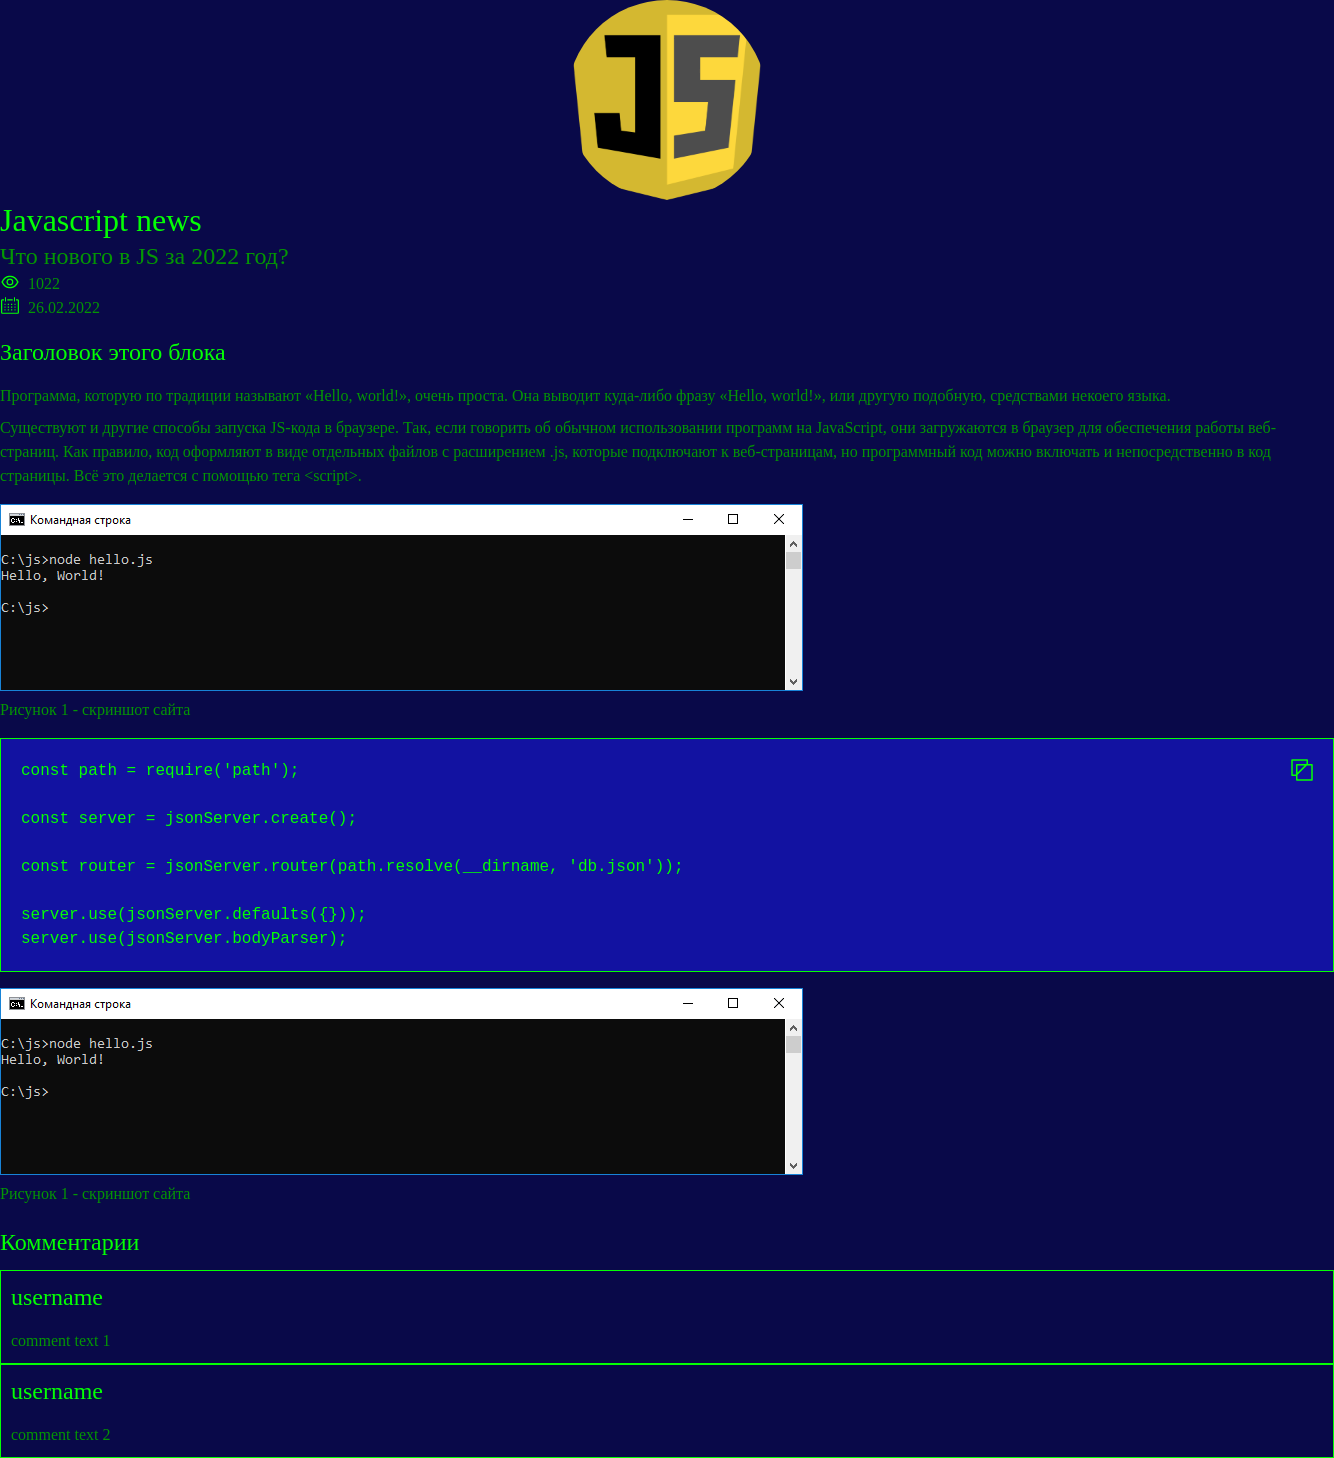 JS
Javascript news
Что нового в JS за 2022 год?
1022
26.02.2022
Заголовок этого блока
Программа, которую по традиции называют «Hello, world!», очень проста. Она выводит куда-либо фразу «Hello, world!», или другую подобную, средствами некоего языка.
Существуют и другие способы запуска JS-кода в браузере. Так, если говорить об обычном использовании программ на JavaScript, они загружаются в браузер для обеспечения работы веб-
страниц. Как правило, код оформляют в виде отдельных файлов с расширением .js, которые подключают к веб-страницам, но программный код можно включать и непосредственно в код
страницы. Всё это делается с помощью тега <script>.
Командная строка
C:\js>node hello.js
Hello, World!
C:\js>
Рисунок 1 - скриншот сайта
const path = require('path');
const server = jsonServer.create();
const router = jsonServer.router(path.resolve(__dirname, 'db.json'));
server.use(jsonServer.defaults({}));
server.use(jsonServer.bodyParser);
Командная строка
C:\js>node hello.js
Hello, World!
C:\js>
Рисунок 1 - скриншот сайта
Комментарии
username
comment text 1
username
comment text 2